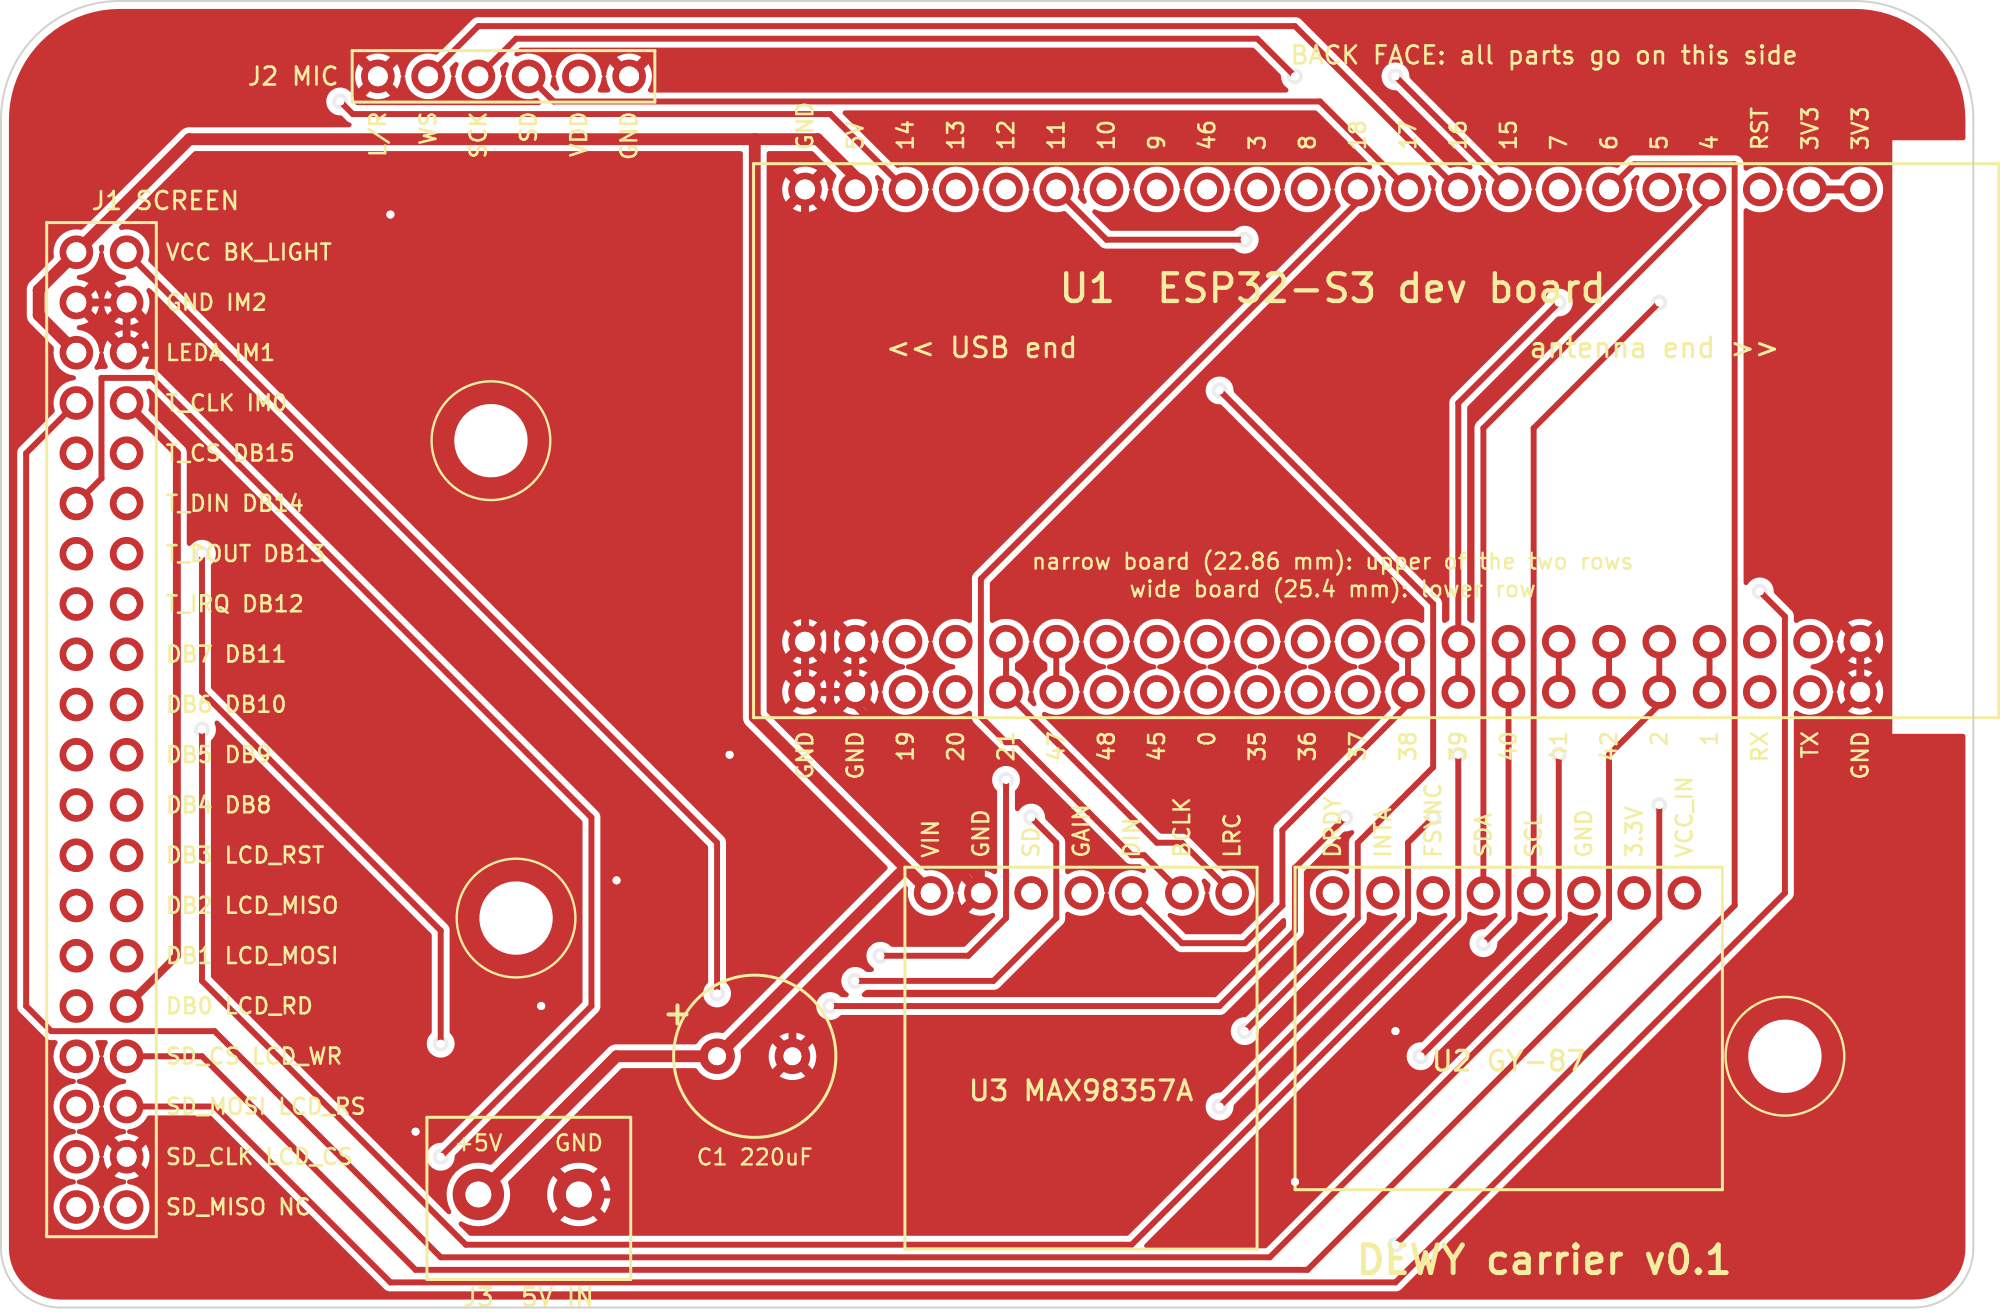 BACK FACE: all parts go on this side
J2 MIC
L/R
WS
SCK
SD
VDD
GND
GND
5V
14
13
12
11
10
9
46
3
8
18
17
16
15
7
6
5
4
RST
3V3
3V3
J1 SCREEN
VCC BK_LIGHT
GND IM2
LEDA IM1
T_CLK IM0
T_CS DB15
T_DIN DB14
T_DOUT DB13
T_IRQ DB12
DB7 DB11
DB6 DB10
DB5 DB9
DB4 DB8
DB3 LCD_RST
DB2 LCD_MISO
DB1 LCD_MOSI
DB0 LCD_RD
SD_CS LCD_WR
SD_MOSI LCD_RS
SD_CLK LCD_CS
SD_MISO NC
U1 ESP32-S3 dev board
<< USB end
antenna end >>
narrow board (22.86 mm): upper of the two rows
wide board (25.4 mm): lower row
GND
GND
19
20
21
47
48
45
0
35
36
37
38
39
40
41
42
2
1
RX
TX
GND
VIN
GND
SD
GAIN
DIN
BCLK
LRC
DRDY
INTA
FSYNC
SDA
SCL
GND
3.3V
VCC_IN
+
U2 GY-87
U3 MAX98357A
C1 220uF
+5V
GND
J3 5V IN
DEWY carrier v0.1